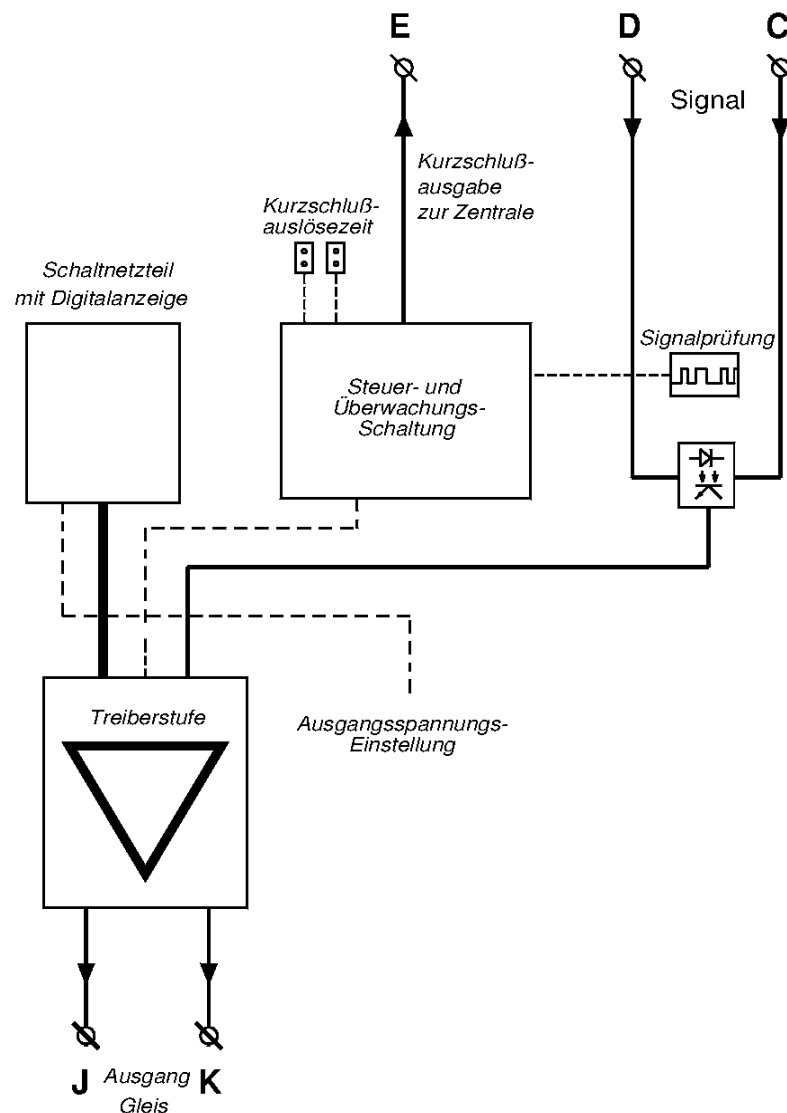 E
D
C
Signal
Kurzschluß-
ausgabe
zur Zentrale
Kurzschluß-
auslösezeit
Schaltnetzteil
mit Digitalanzeige
Signalprüfung
Steuer- und
Überwachungs-
Schaltung
Treiberstufe
Ausgangsspannungs-
Einstellung
J Ausgang K
Gleis